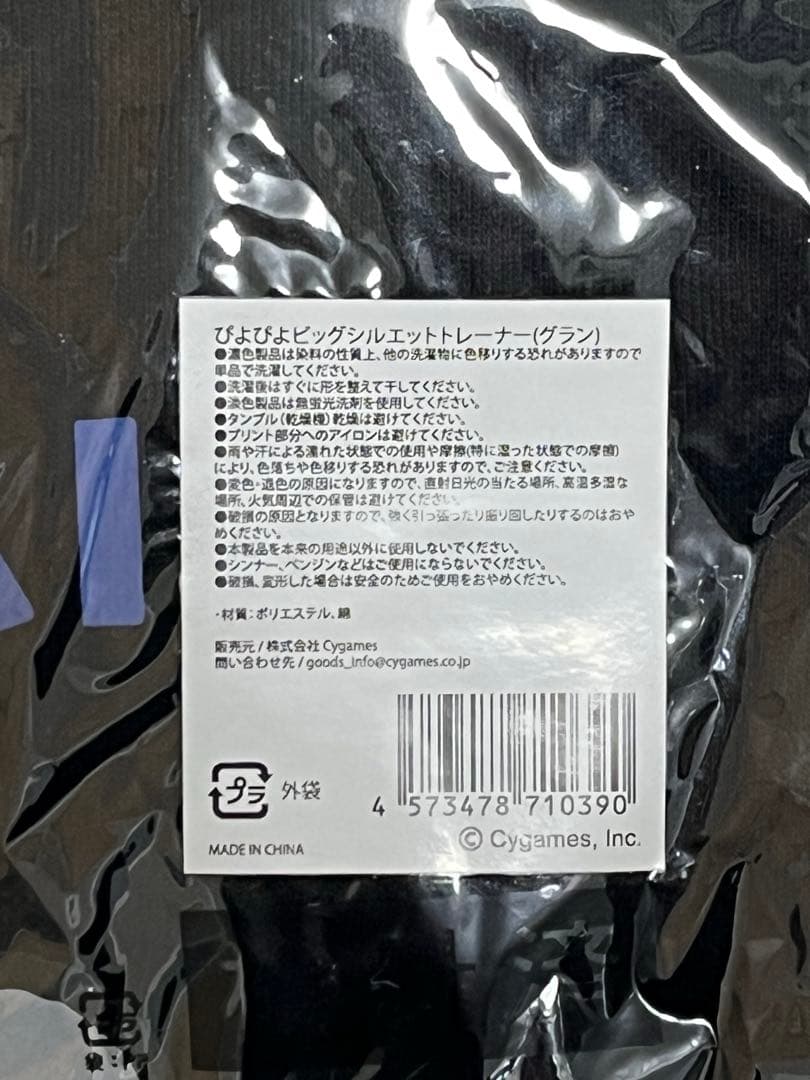 ぴよぴよビッグシルエットトレーナー(グラン)
●濃色製品は染料の性質上、他の洗濯物に色移りする恐れがありますので
単品で洗濯してください。
●洗濯後はすぐに形を整えて干してください。
●淡色製品は無蛍光洗剤を使用してください。
●タンブル(乾燥機)乾燥は避けてください。
●プリント部分へのアイロンは避けてください。
●雨や汗による濡れた状態での使用や摩擦(特に湿った状態での摩擦)
により、色落ちや色移りする恐れがありますので、ご注意ください。
●変色・退色の原因になりますので、直射日光の当たる場所、高温多湿な
場所、火気周辺での保管は避けてください。
●破損の原因となりますので、強く引っ張ったり振り回したりするのはおや
めください。
●本製品を本来の用途以外に使用しないでください。
●シンナー、ベンジンなどはご使用にならないでください。
●破損、変形した場合は安全のためご使用をおやめください。
・材質：ポリエステル、綿
販売元 / 株式会社 Cygames
問い合わせ先 / goods_info@cygames.co.jp
プラ 外袋
4 573478 710390
© Cygames, Inc.
MADE IN CHINA